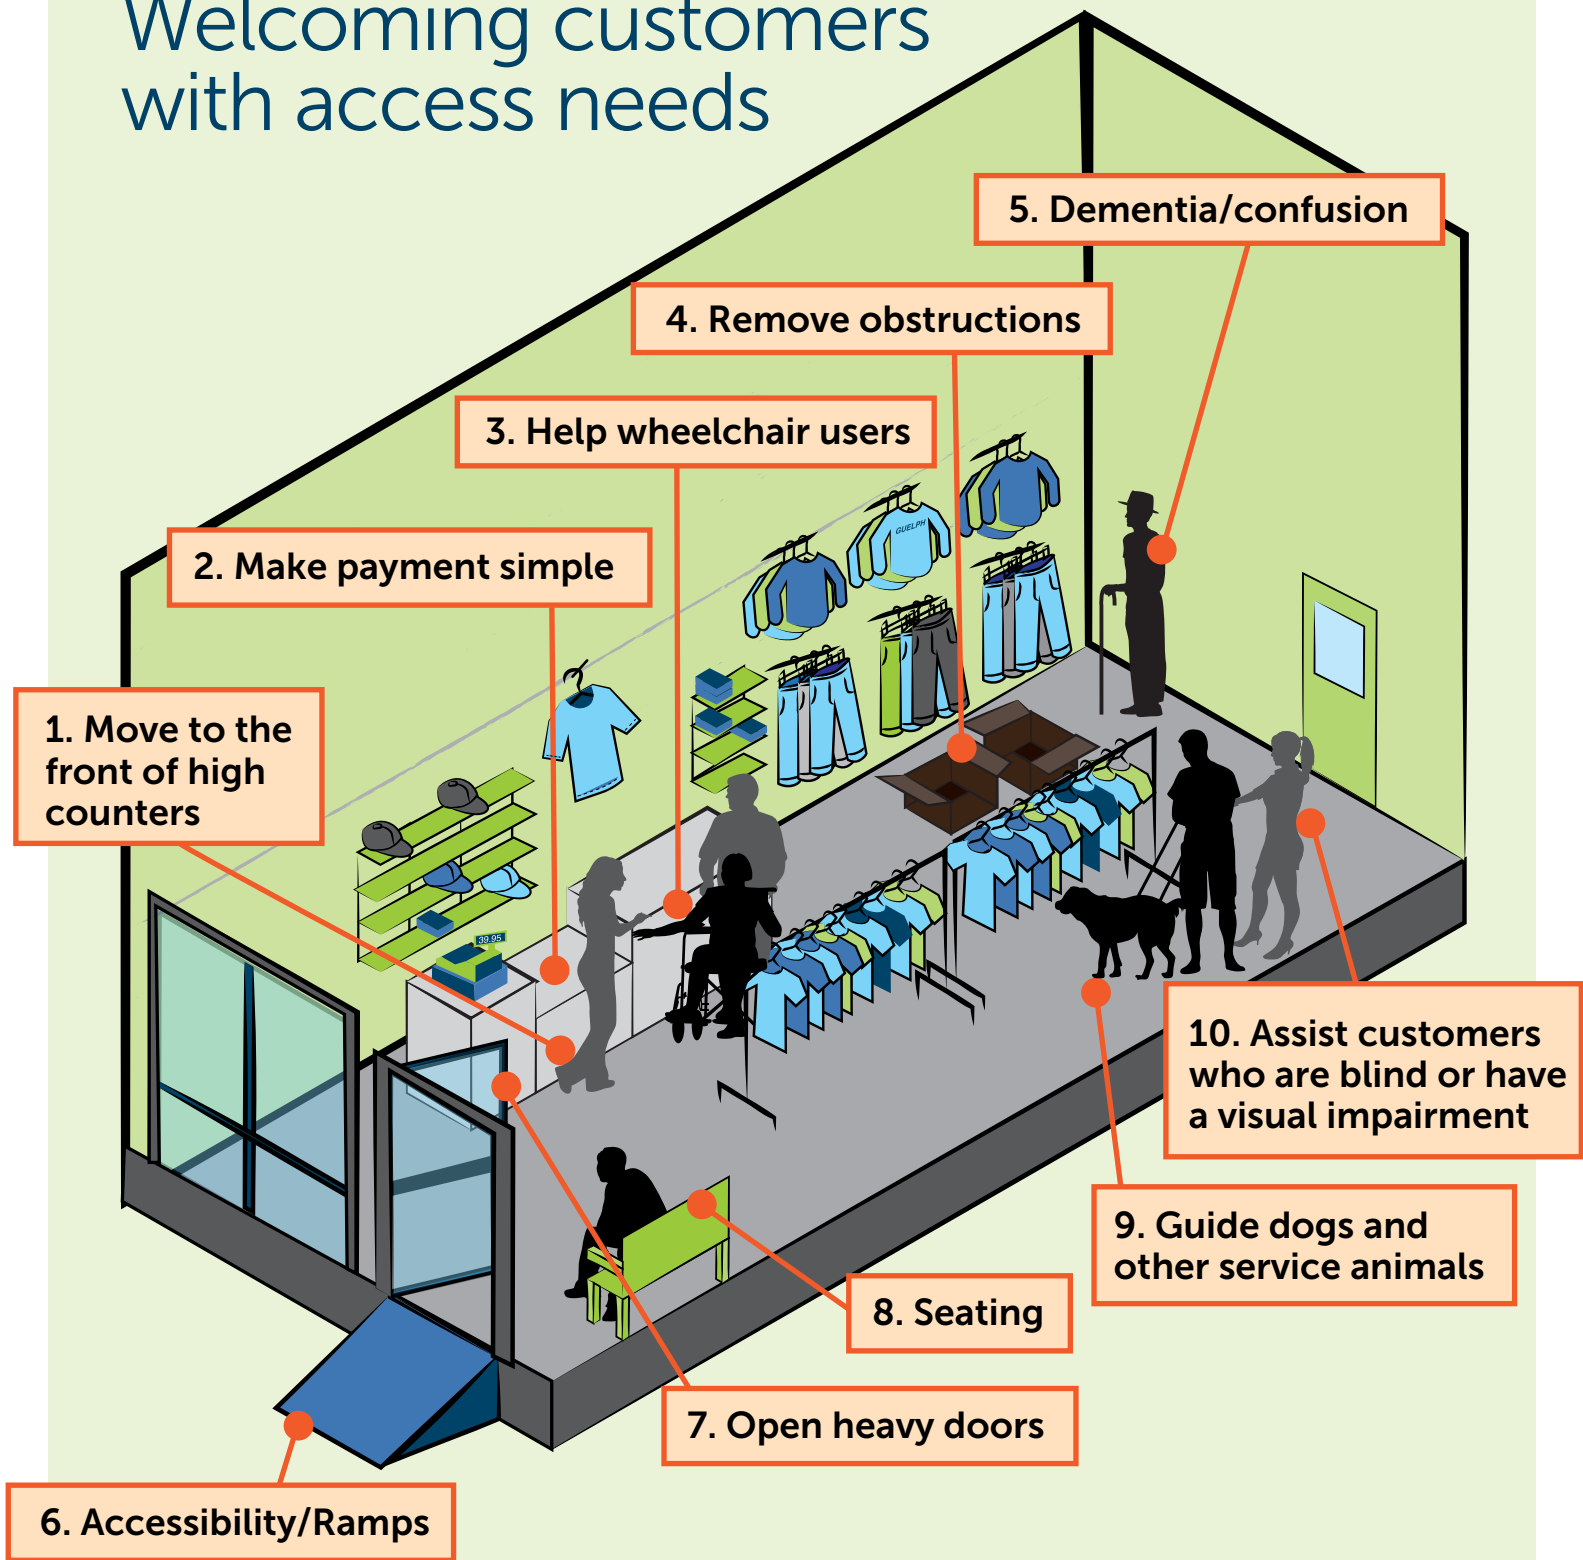 Welcoming customers
with access needs
5. Dementia/confusion
4. Remove obstructions
3. Help wheelchair users
2. Make payment simple
1. Move to the
front of high
counters
GUELPH
39.95
10. Assist customers
who are blind or have
a visual impairment
9. Guide dogs and
other service animals
8. Seating
7. Open heavy doors
6. Accessibility/Ramps